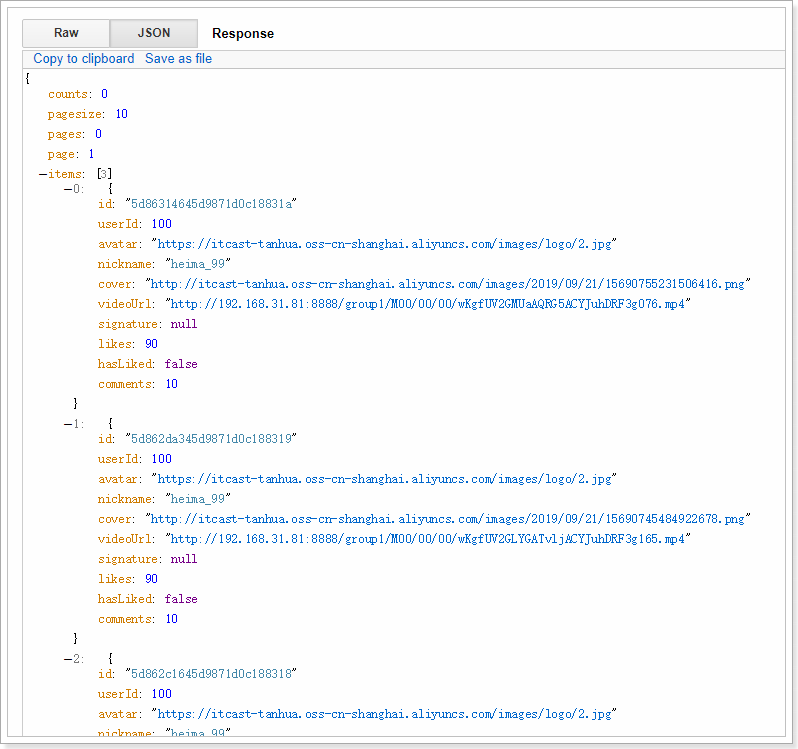 Raw JSON Response
Copy to clipboard Save as file
{
counts: 0
pagesize: 10
pages: 0
page: 1
—items: [3]
—0: {
id: "5d86314645d9871d0c18831a"
userId: 100
avatar: "https://itcast-tanhua.oss-cn-shanghai.aliyuncs.com/images/logo/2.jpg"
nickname: "heima_99"
cover: "http://itcast-tanhua.oss-cn-shanghai.aliyuncs.com/images/2019/09/21/15690755231506416.png"
videoUrl: "http://192.168.31.81:8888/group1/M00/00/00/wKgfUV2GMUaAQRG5ACYJuhDRF3g076.mp4"
signature: null
likes: 90
hasLiked: false
comments: 10
}
—1: {
id: "5d862da345d9871d0c188319"
userId: 100
avatar: "https://itcast-tanhua.oss-cn-shanghai.aliyuncs.com/images/logo/2.jpg"
nickname: "heima_99"
cover: "http://itcast-tanhua.oss-cn-shanghai.aliyuncs.com/images/2019/09/21/15690745484922678.png"
videoUrl: "http://192.168.31.81:8888/group1/M00/00/00/wKgfUV2GLYGATvljACYJuhDRF3g165.mp4"
signature: null
likes: 90
hasLiked: false
comments: 10
}
—2: {
id: "5d862c1645d9871d0c188318"
userId: 100
avatar: "https://itcast-tanhua.oss-cn-shanghai.aliyuncs.com/images/logo/2.jpg"
nickname: "heima_99"